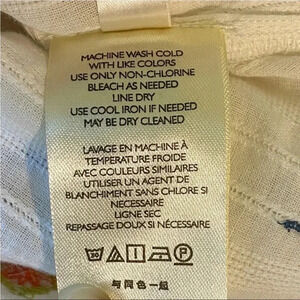 MACHINE WASH COLD
WITH LIKE COLORS
USE ONLY NON-CHLORINE
BLEACH AS NEEDED
LINE DRY
USE COOL IRON IF NEEDED
MAY BE DRY CLEANED
LAVAGE EN MACHINE À
TEMPÉRATURE FROIDE
AVEC COULEURS SIMILAIRES
UTILISER UN AGENT DE
BLANCHIMENT SANS CHLORE SI
NECESSAIRE
LIGNE SEC
REPASSAGE DOUX SI NÉCESSAIRE
30
与同色一起